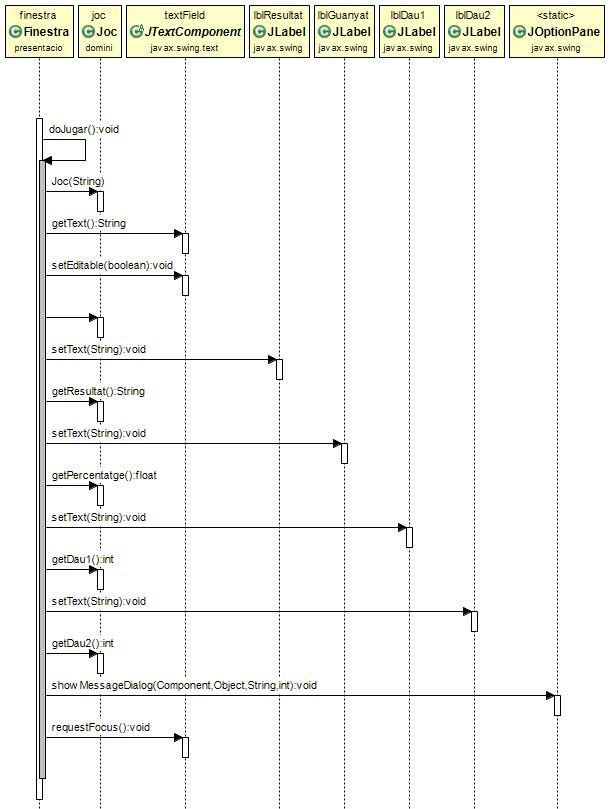 finestra
Finestra
presentacio
joc
Joc
domini
textField
JTextComponent
javax.swing.text
lblResultat
JLabel
javax.swing
lblGuanyat
JLabel
javax.swing
lblDau1
JLabel
javax.swing
lblDau2
JLabel
javax.swing
<static>
JOptionPane
javax.swing
doJugar():void
Joc(String)
getText():String
setEditable(boolean):void
setText(String):void
getResultat():String
setText(String):void
getPercentatge():float
setText(String):void
getDau1():int
setText(String):void
getDau2():int
showMessageDialog(Component,Object,String,int):void
requestFocus():void